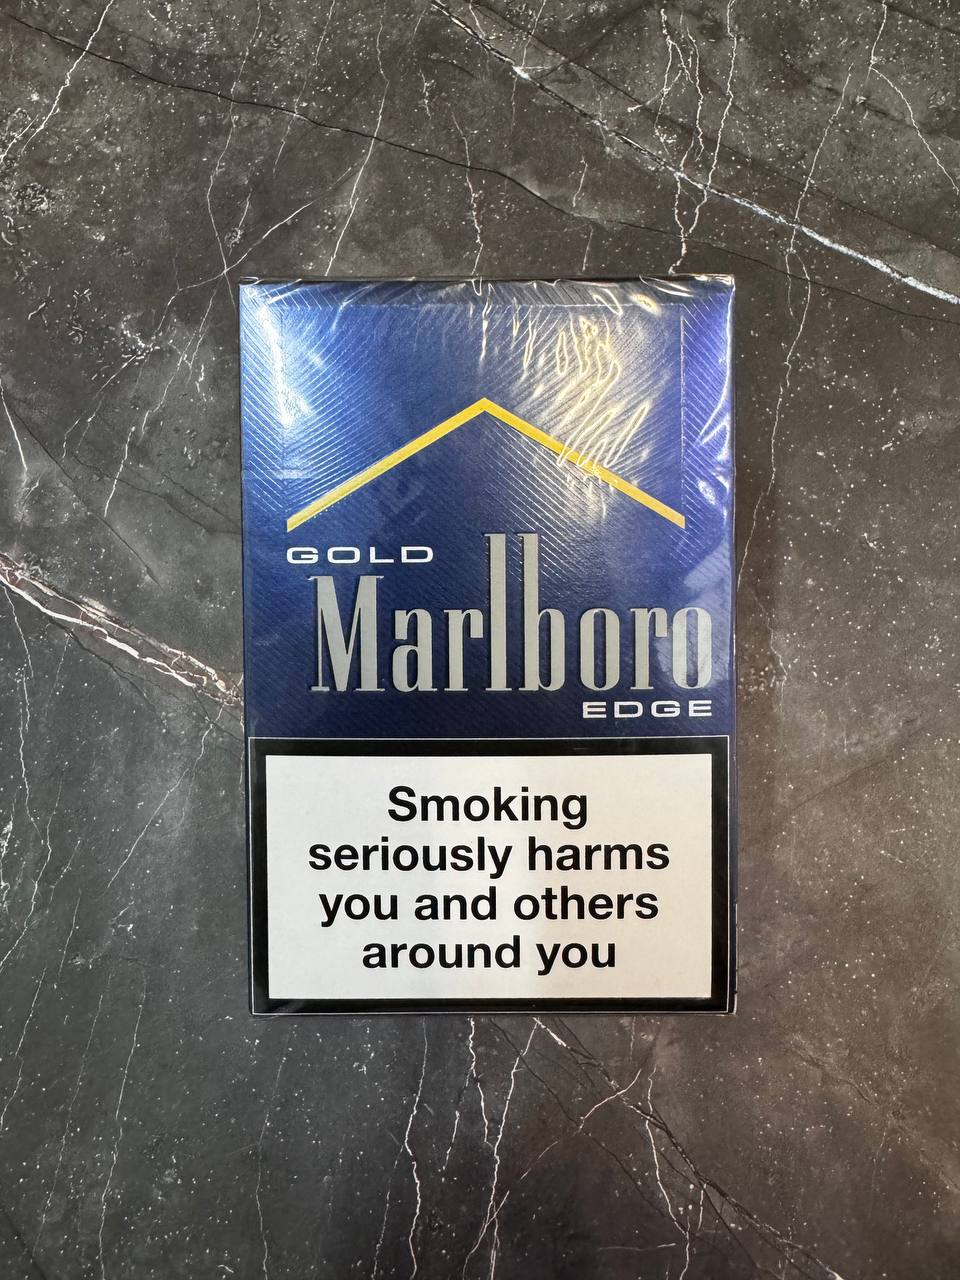 GOLD
Marlboro
EDGE
Smoking
seriously harms
you and others
around you